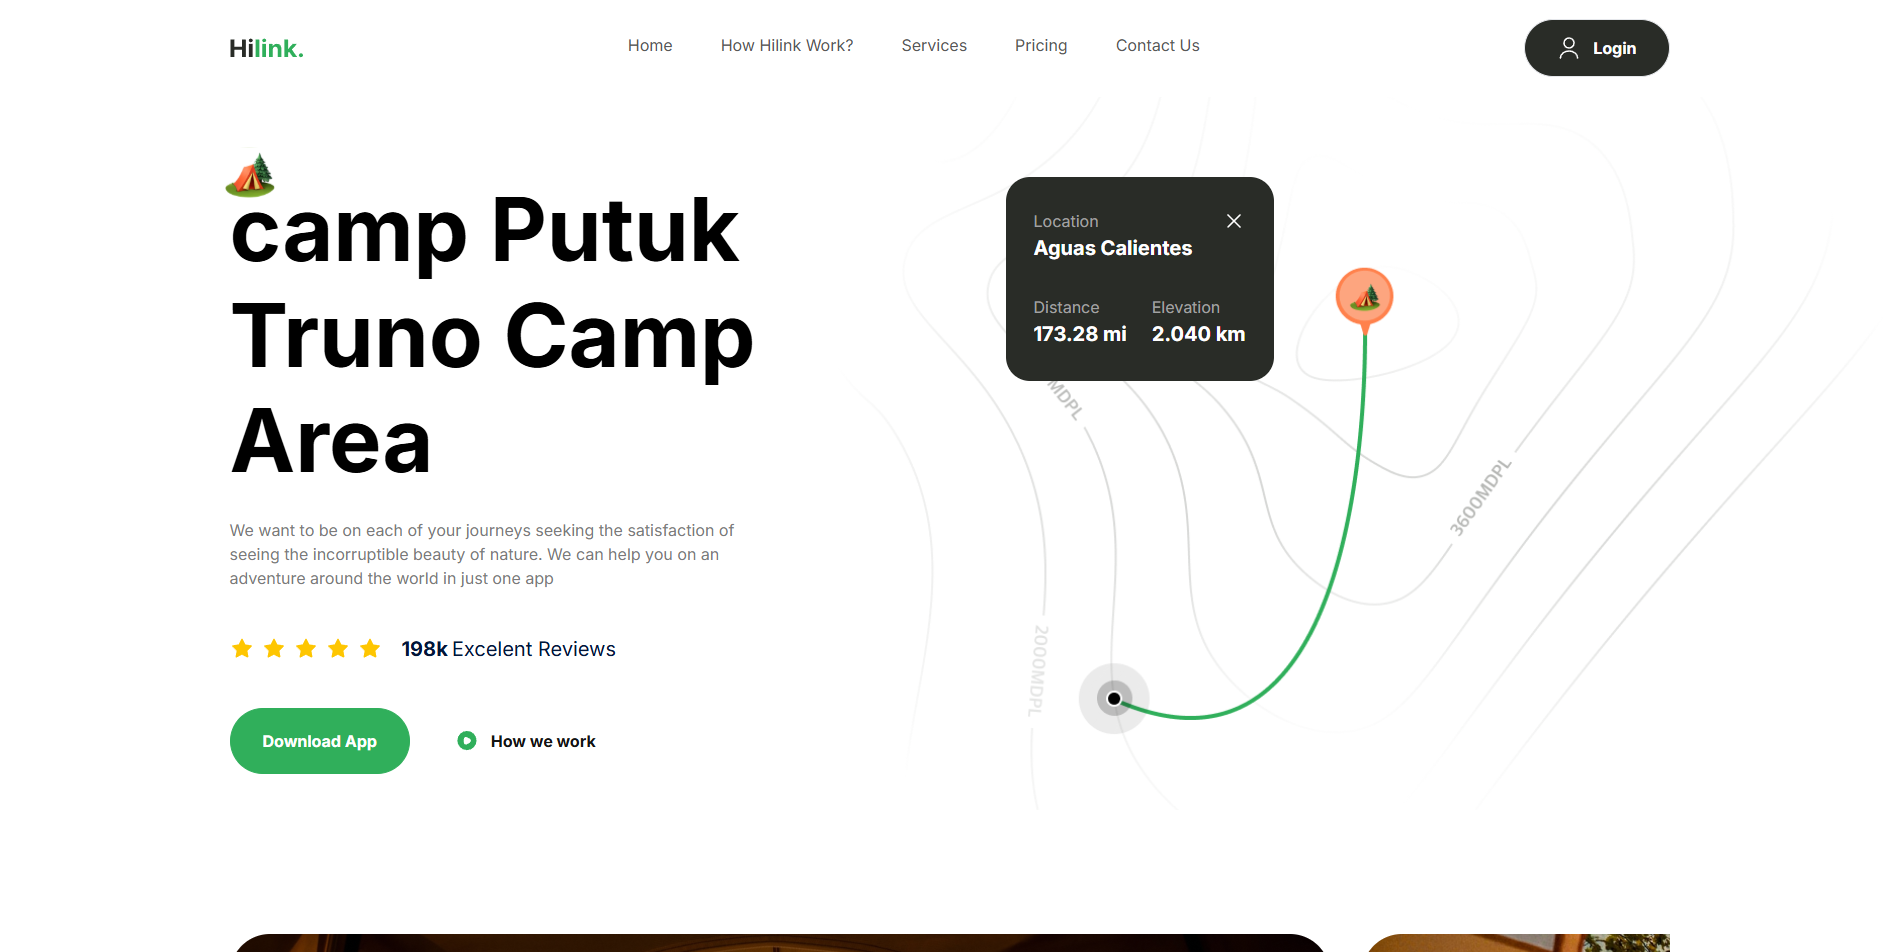 Hilink.
Home
How Hilink Work?
Services
Pricing
Contact Us
Login
camp Putuk
Truno Camp
Area
We want to be on each of your journeys seeking the satisfaction of
seeing the incorruptible beauty of nature. We can help you on an
adventure around the world in just one app
198k Excelent Reviews
Download App
How we work
Location
Aguas Calientes
Distance
Elevation
173.28 mi
2.040 km
MDPL
3600MDPL
2000MDPL